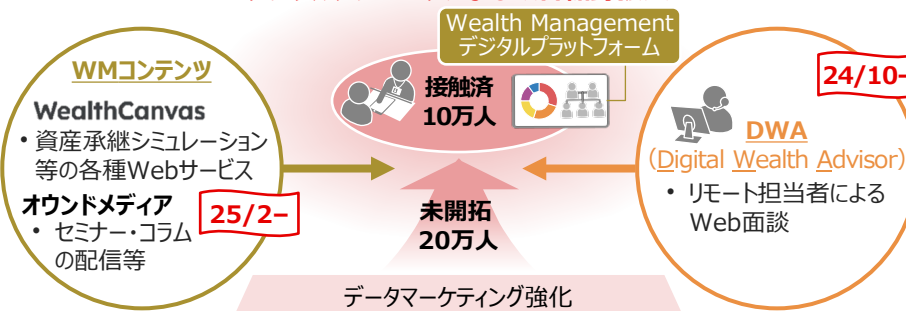 Wealth Management
デジタルプラットフォーム
WMコンテンツ
WealthCanvas
• 資産承継シミュレーション
等の各種Webサービス
オウンドメディア
25/2–
• セミナー・コラム
の配信等
接触済
10万人
未開拓
20万人
データマーケティング強化
24/10–
DWA
(Digital Wealth Advisor)
• リモート担当者による
Web面談